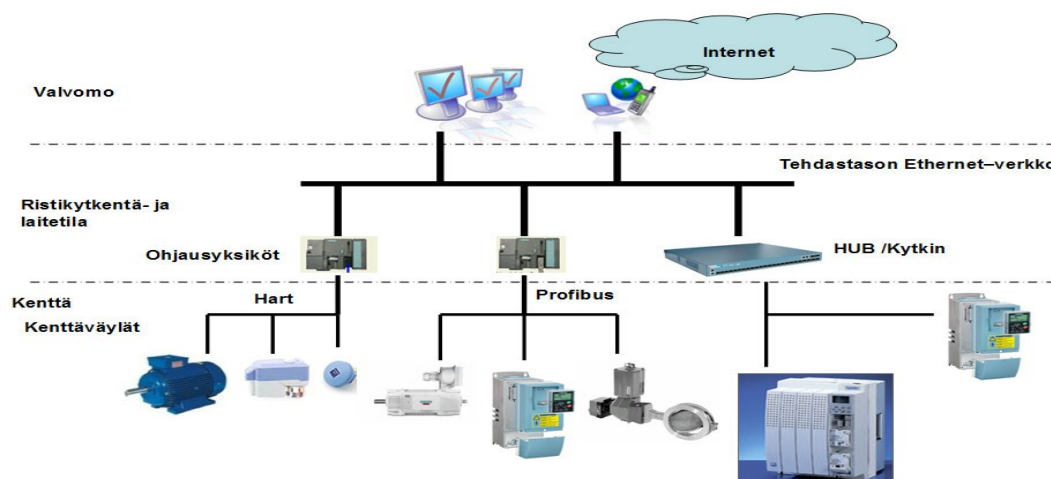 Internet
Valvomo
Tehdastason Ethernet–verkko
Ristikytkentä- ja
laitetila
Ohjausyksiköt
HUB /Kytkin
Kenttä
Hart
Profibus
Kenttäväylät